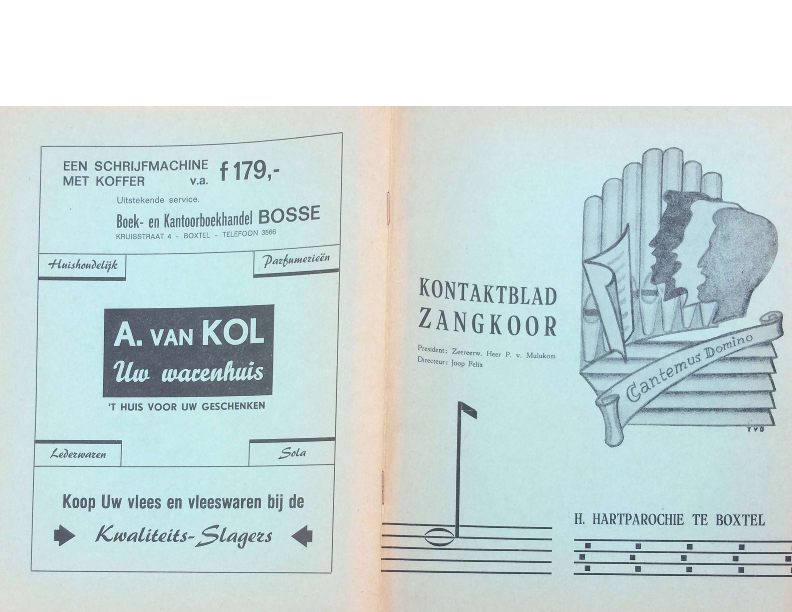 EEN SCHRIJFMACHINE
MET KOFFER v.a. f 179,-
Uitstekende service.
Boek- en Kantoorboekhandel BOSSE
KRUISSTRAAT 4 - BOXTEL - TELEFOON 3566
Huishoudelijk
Parfumerieën
A. VAN KOL
Uw warenhuis
'T HUIS VOOR UW GESCHENKEN
Lederwaren
Sola
Koop Uw vlees en vleeswaren bij de
Kwaliteits-Slagers
KONTAKTBLAD
ZANGKOOR
President: Zeereerw. Heer P. v. Mulukom
Directeur: Joop Felix
Cantemus Domino
TVO
H. HARTPAROCHIE TE BOXTEL